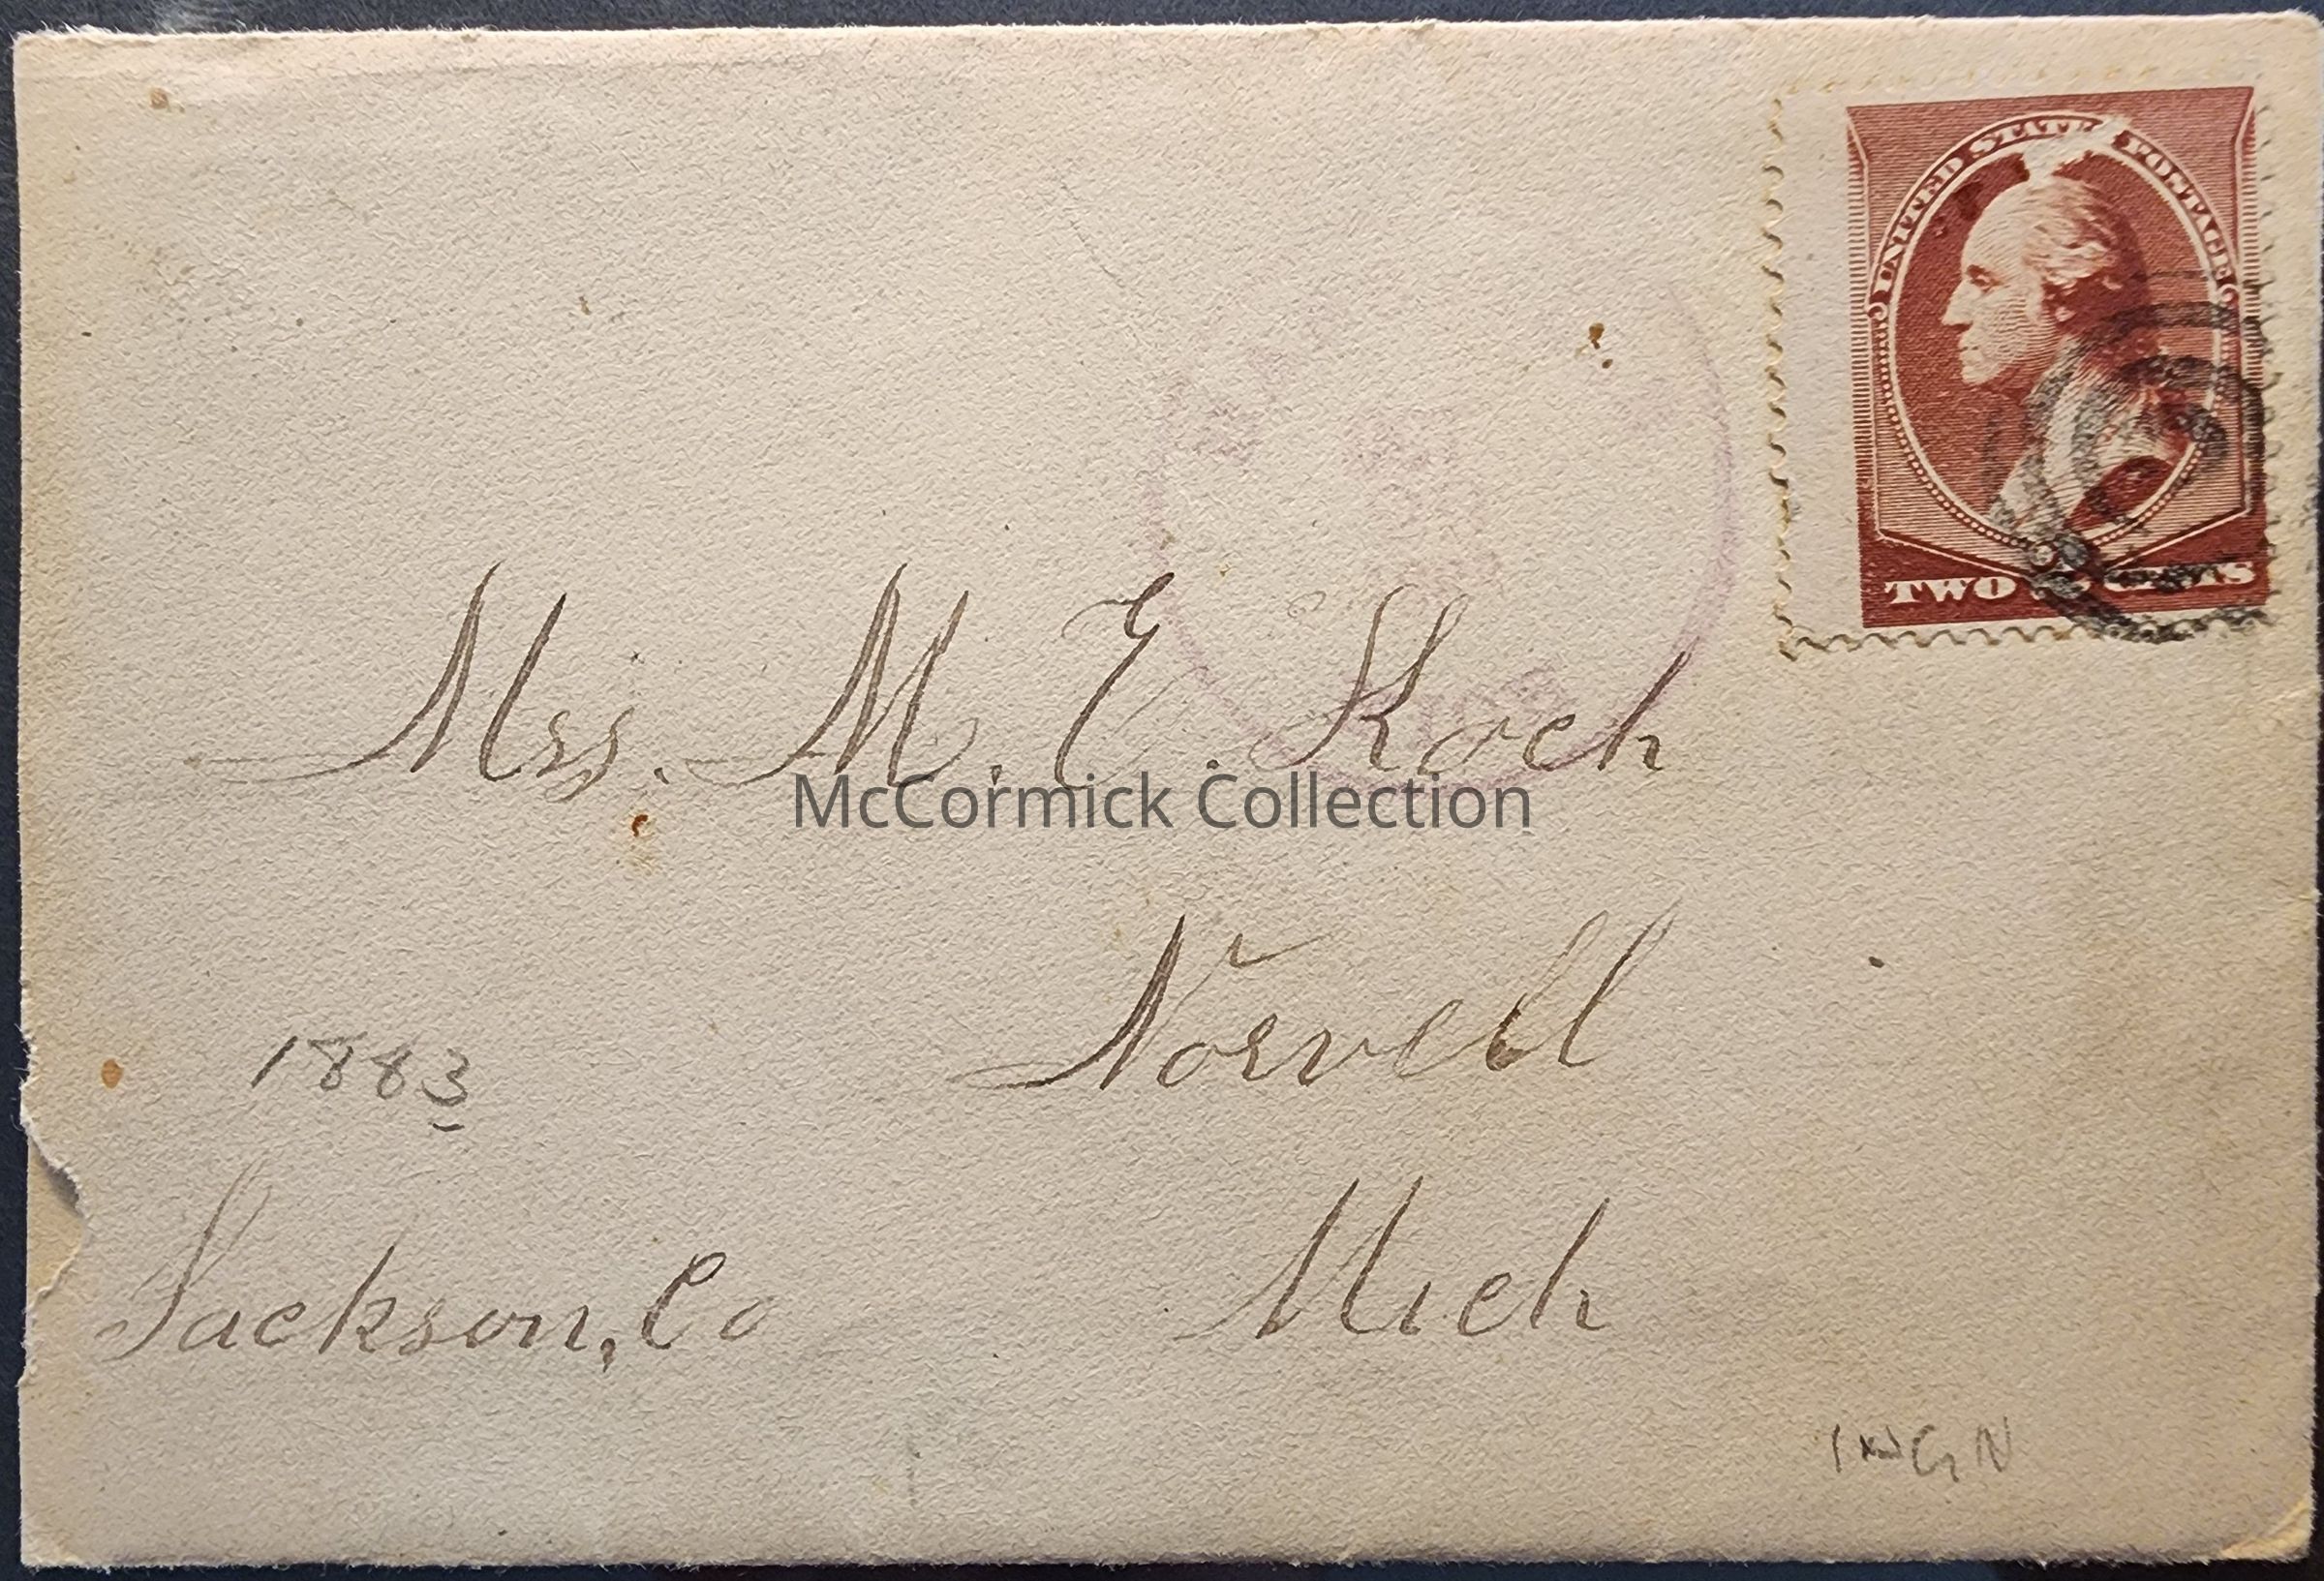 UNITED STATES POSTAGE
TWO CENTS
Mrs. M. E. Koch
McCormick Collection
Norvell
1883
Jackson, Co Mich